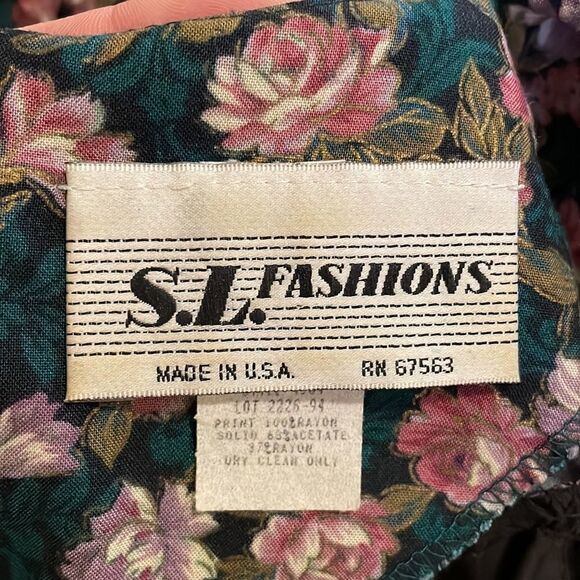 S.L. FASHIONS
MADE IN U.S.A. RN 67563
LOT 2226-94
PRINT 100%RAYON
SOLID 63%ACETATE
37%RAYON
DRY CLEAN ONLY